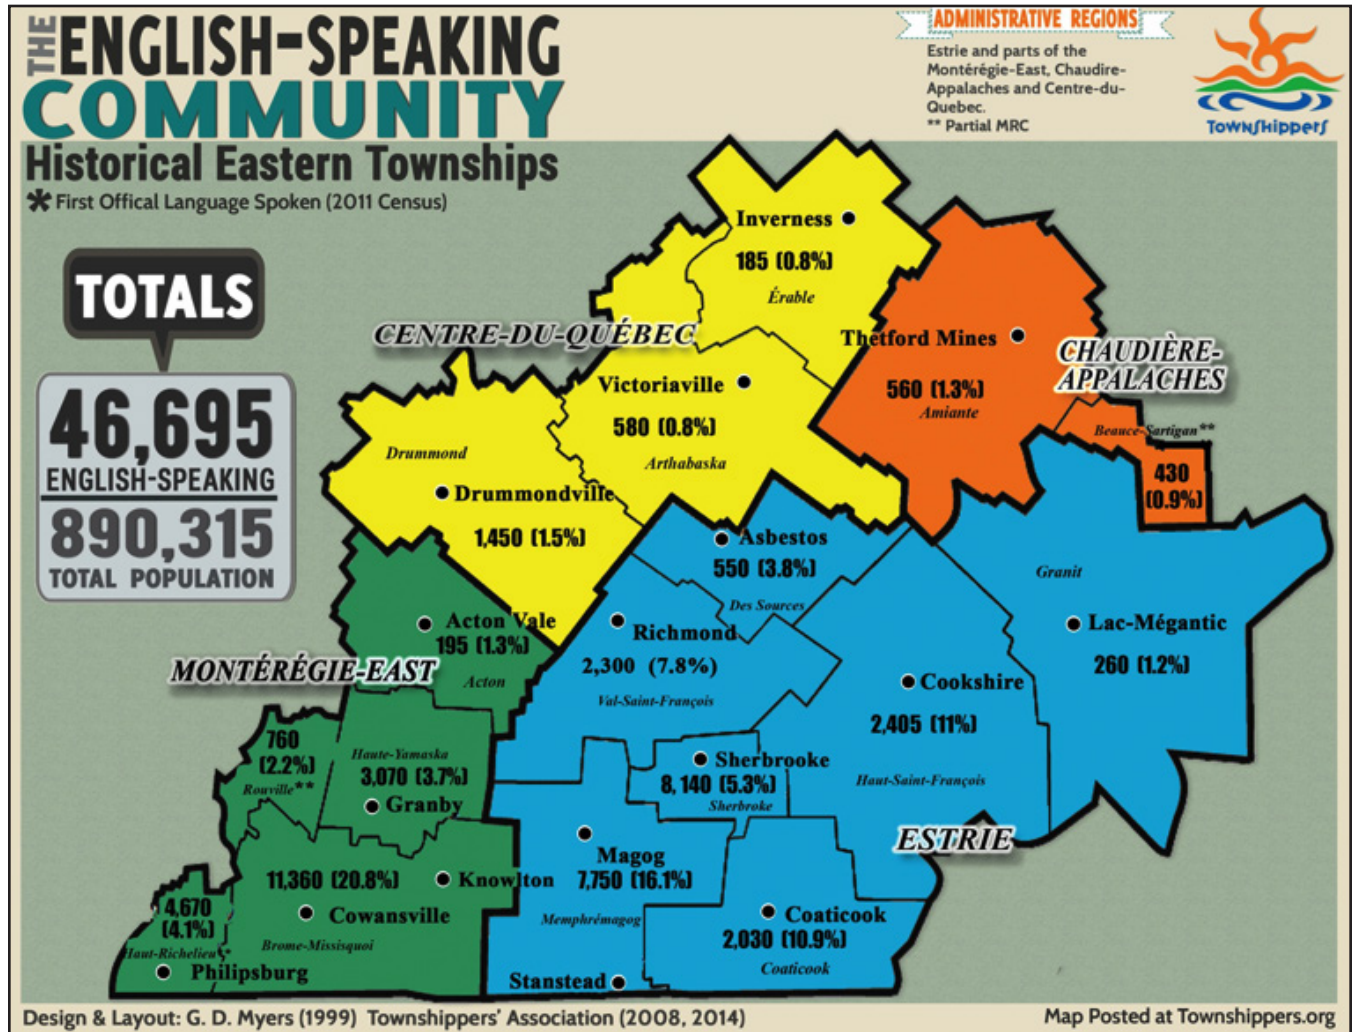 THE ENGLISH-SPEAKING
COMMUNITY
Historical Eastern Townships
* First Offical Language Spoken (2011 Census)
ADMINISTRATIVE REGIONS
Estrie and parts of the
Montérégie-East, Chaudire-
Appalaches and Centre-du-
Quebec.
** Partial MRC
Townshippers
TOTALS
46,695
ENGLISH-SPEAKING
890,315
TOTAL POPULATION
CENTRE-DU-QUÉBEC
Inverness
185 (0.8%)
Érable
Victoriaville
580 (0.8%)
Arthabaska
Drummond
Drummondville
1,450 (1.5%)
Thetford Mines
560 (1.3%)
Amiante
CHAUDIÈRE-
APPALACHES
Beauce-Sartigan**
430
(0.9%)
Asbestos
550 (3.8%)
Des Sources
Granit
Lac-Mégantic
260 (1.2%)
Acton Vale
195 (1.3%)
Acton
Richmond
2,300 (7.8%)
Val-Saint-François
Cookshire
2,405 (11%)
Haut-Saint-François
MONTÉRÉGIE-EAST
760
(2.2%)
Rouville**
Haute-Yamaska
3,070 (3.7%)
Granby
Sherbrooke
8,140 (5.3%)
Sherbroke
ESTRIE
Magog
7,750 (16.1%)
Memphrémagog
11,360 (20.8%)
Knowlton
Cowansville
Brome-Missisquoi
4,670
(4.1%)
Haut-Richelieu**
Philipsburg
Coaticook
2,030 (10.9%)
Coaticook
Stanstead
Design & Layout: G. D. Myers (1999) Townshippers' Association (2008, 2014)
Map Posted at Townshippers.org